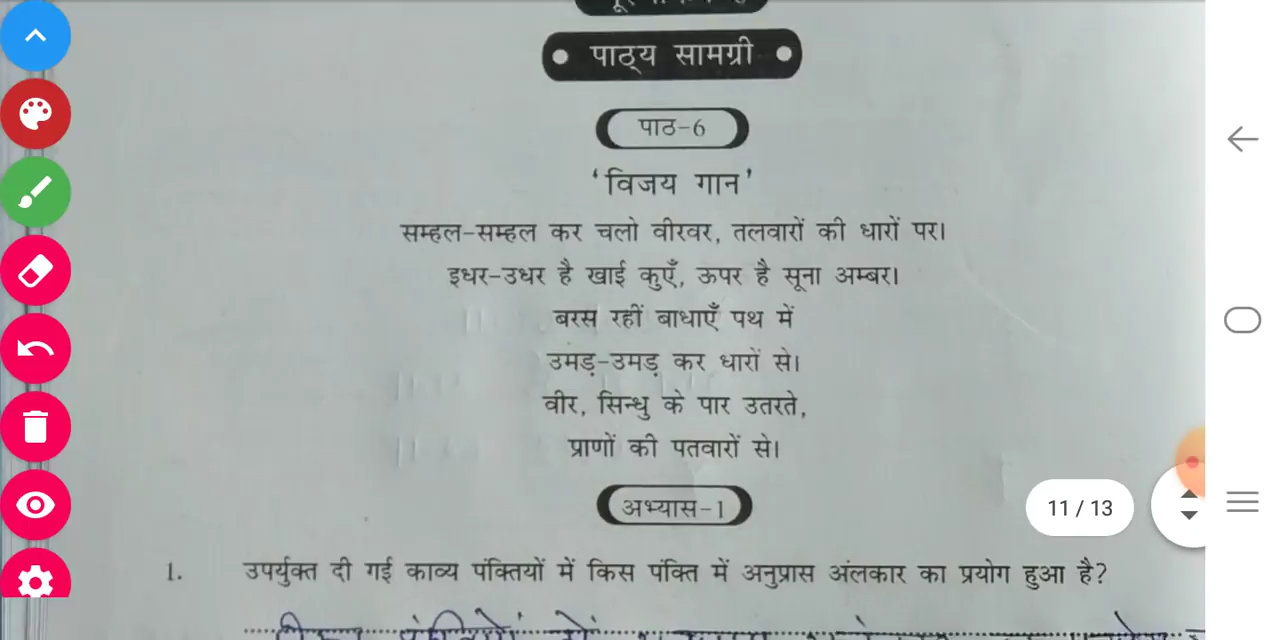 • पाठ्य सामग्री •
पाठ-6
‘विजय गान’
सम्हल-सम्हल कर चलो वीरवर, तलवारों की धारों पर।
इधर-उधर है खाई कुएँ, ऊपर है सूना अम्बर।
बरस रहीं बाधाएँ पथ में
उमड़-उमड़ कर धारों से।
वीर, सिन्धु के पार उतरते,
प्राणों की पतवारों से।
अभ्यास-1
11 / 13
1. उपर्युक्त दी गई काव्य पंक्तियों में किस पंक्ति में अनुप्रास अंलकार का प्रयोग हुआ है?